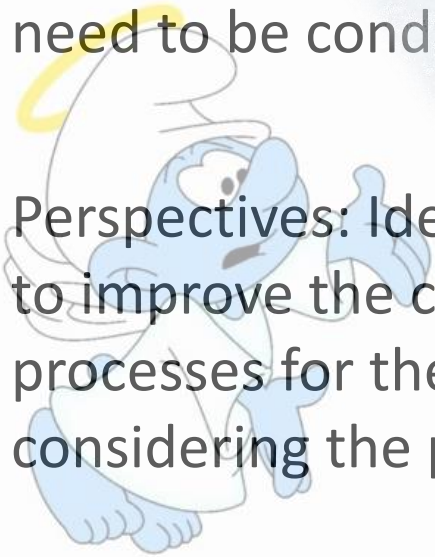 need to be cond
Perspectives: Ide
to improve the c
processes for the
considering the p